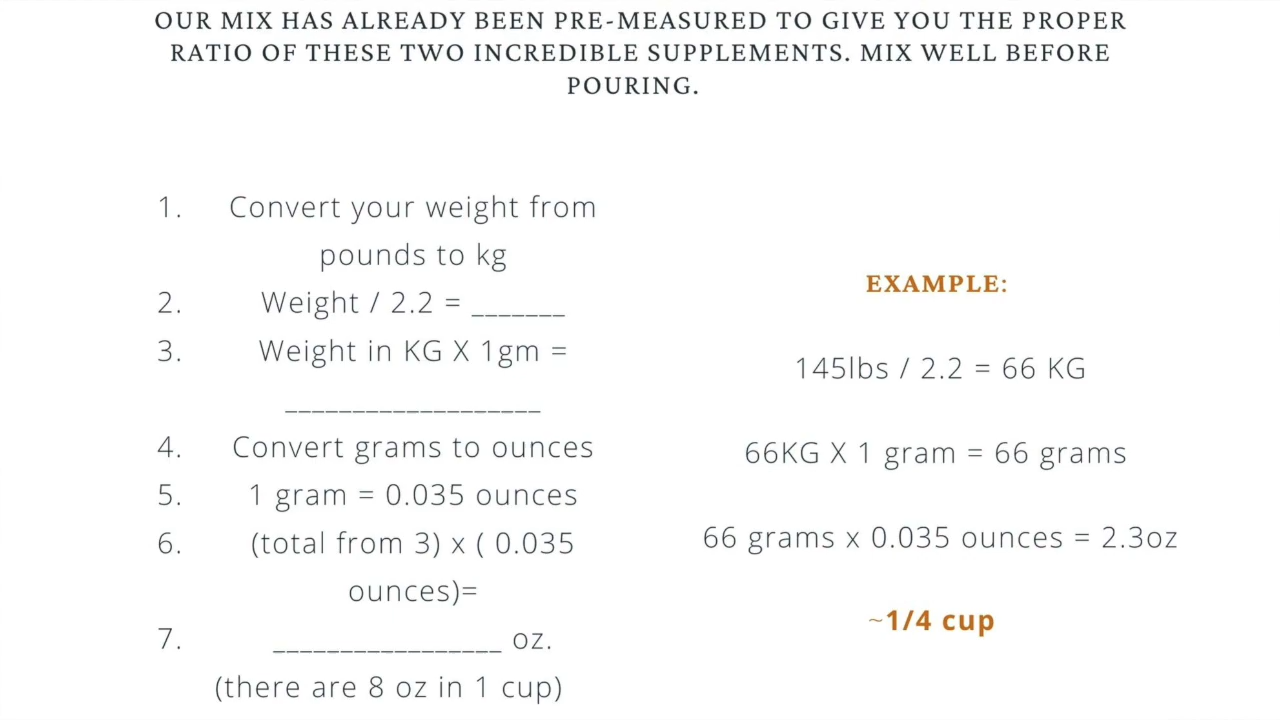 OUR MIX HAS ALREADY BEEN PRE-MEASURED TO GIVE YOU THE PROPER
RATIO OF THESE TWO INCREDIBLE SUPPLEMENTS. MIX WELL BEFORE
POURING.
1. Convert your weight from
pounds to kg
2. Weight / 2.2 = _______
3. Weight in KG X 1gm =
___________________
4. Convert grams to ounces
5. 1 gram = 0.035 ounces
6. (total from 3) x ( 0.035
ounces)=
7. _________________ oz.
(there are 8 oz in 1 cup)
EXAMPLE:
145lbs / 2.2 = 66 KG
66KG X 1 gram = 66 grams
66 grams x 0.035 ounces = 2.3oz
~1/4 cup